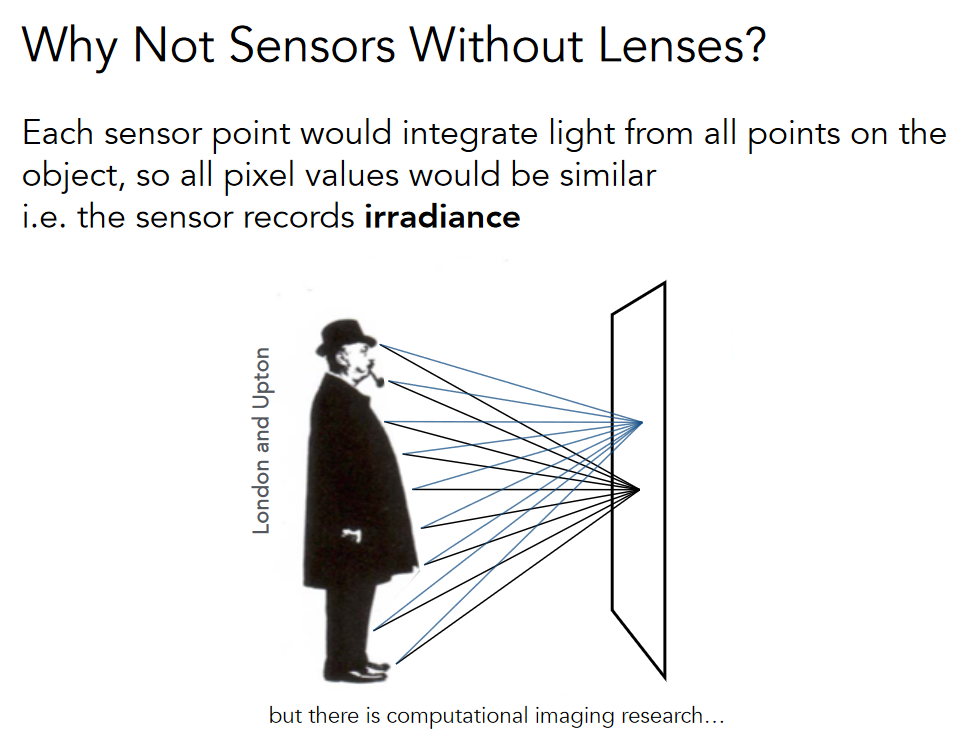 Why Not Sensors Without Lenses?
Each sensor point would integrate light from all points on the
object, so all pixel values would be similar
i.e. the sensor records irradiance
London and Upton
but there is computational imaging research…